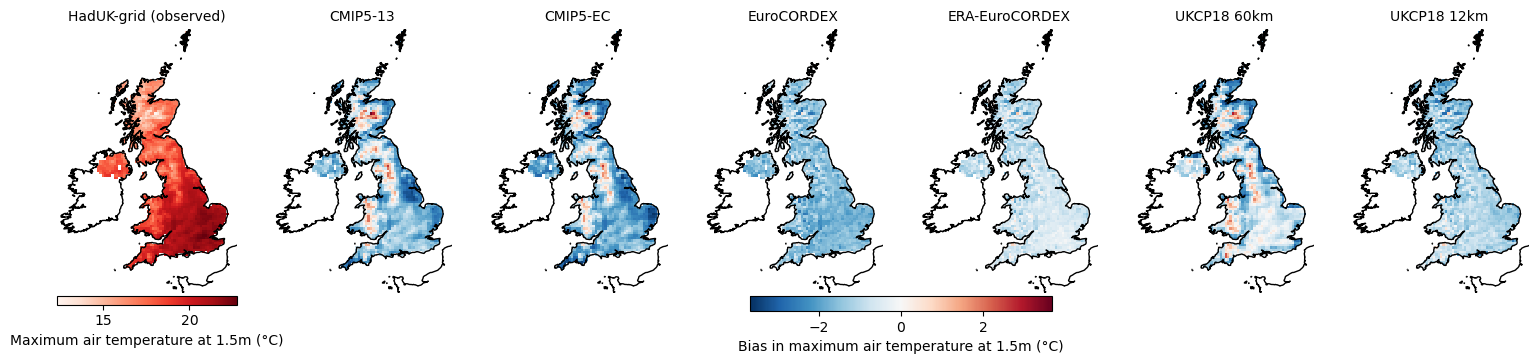 HadUK-grid (observed) CMIP5-13 CMIP5-EC EuroCORDEX ERA-EuroCORDEX UKCP18 60km UKCP18 12km
15 20
Maximum air temperature at 1.5m (°C)
−2 0 2
Bias in maximum air temperature at 1.5m (°C)